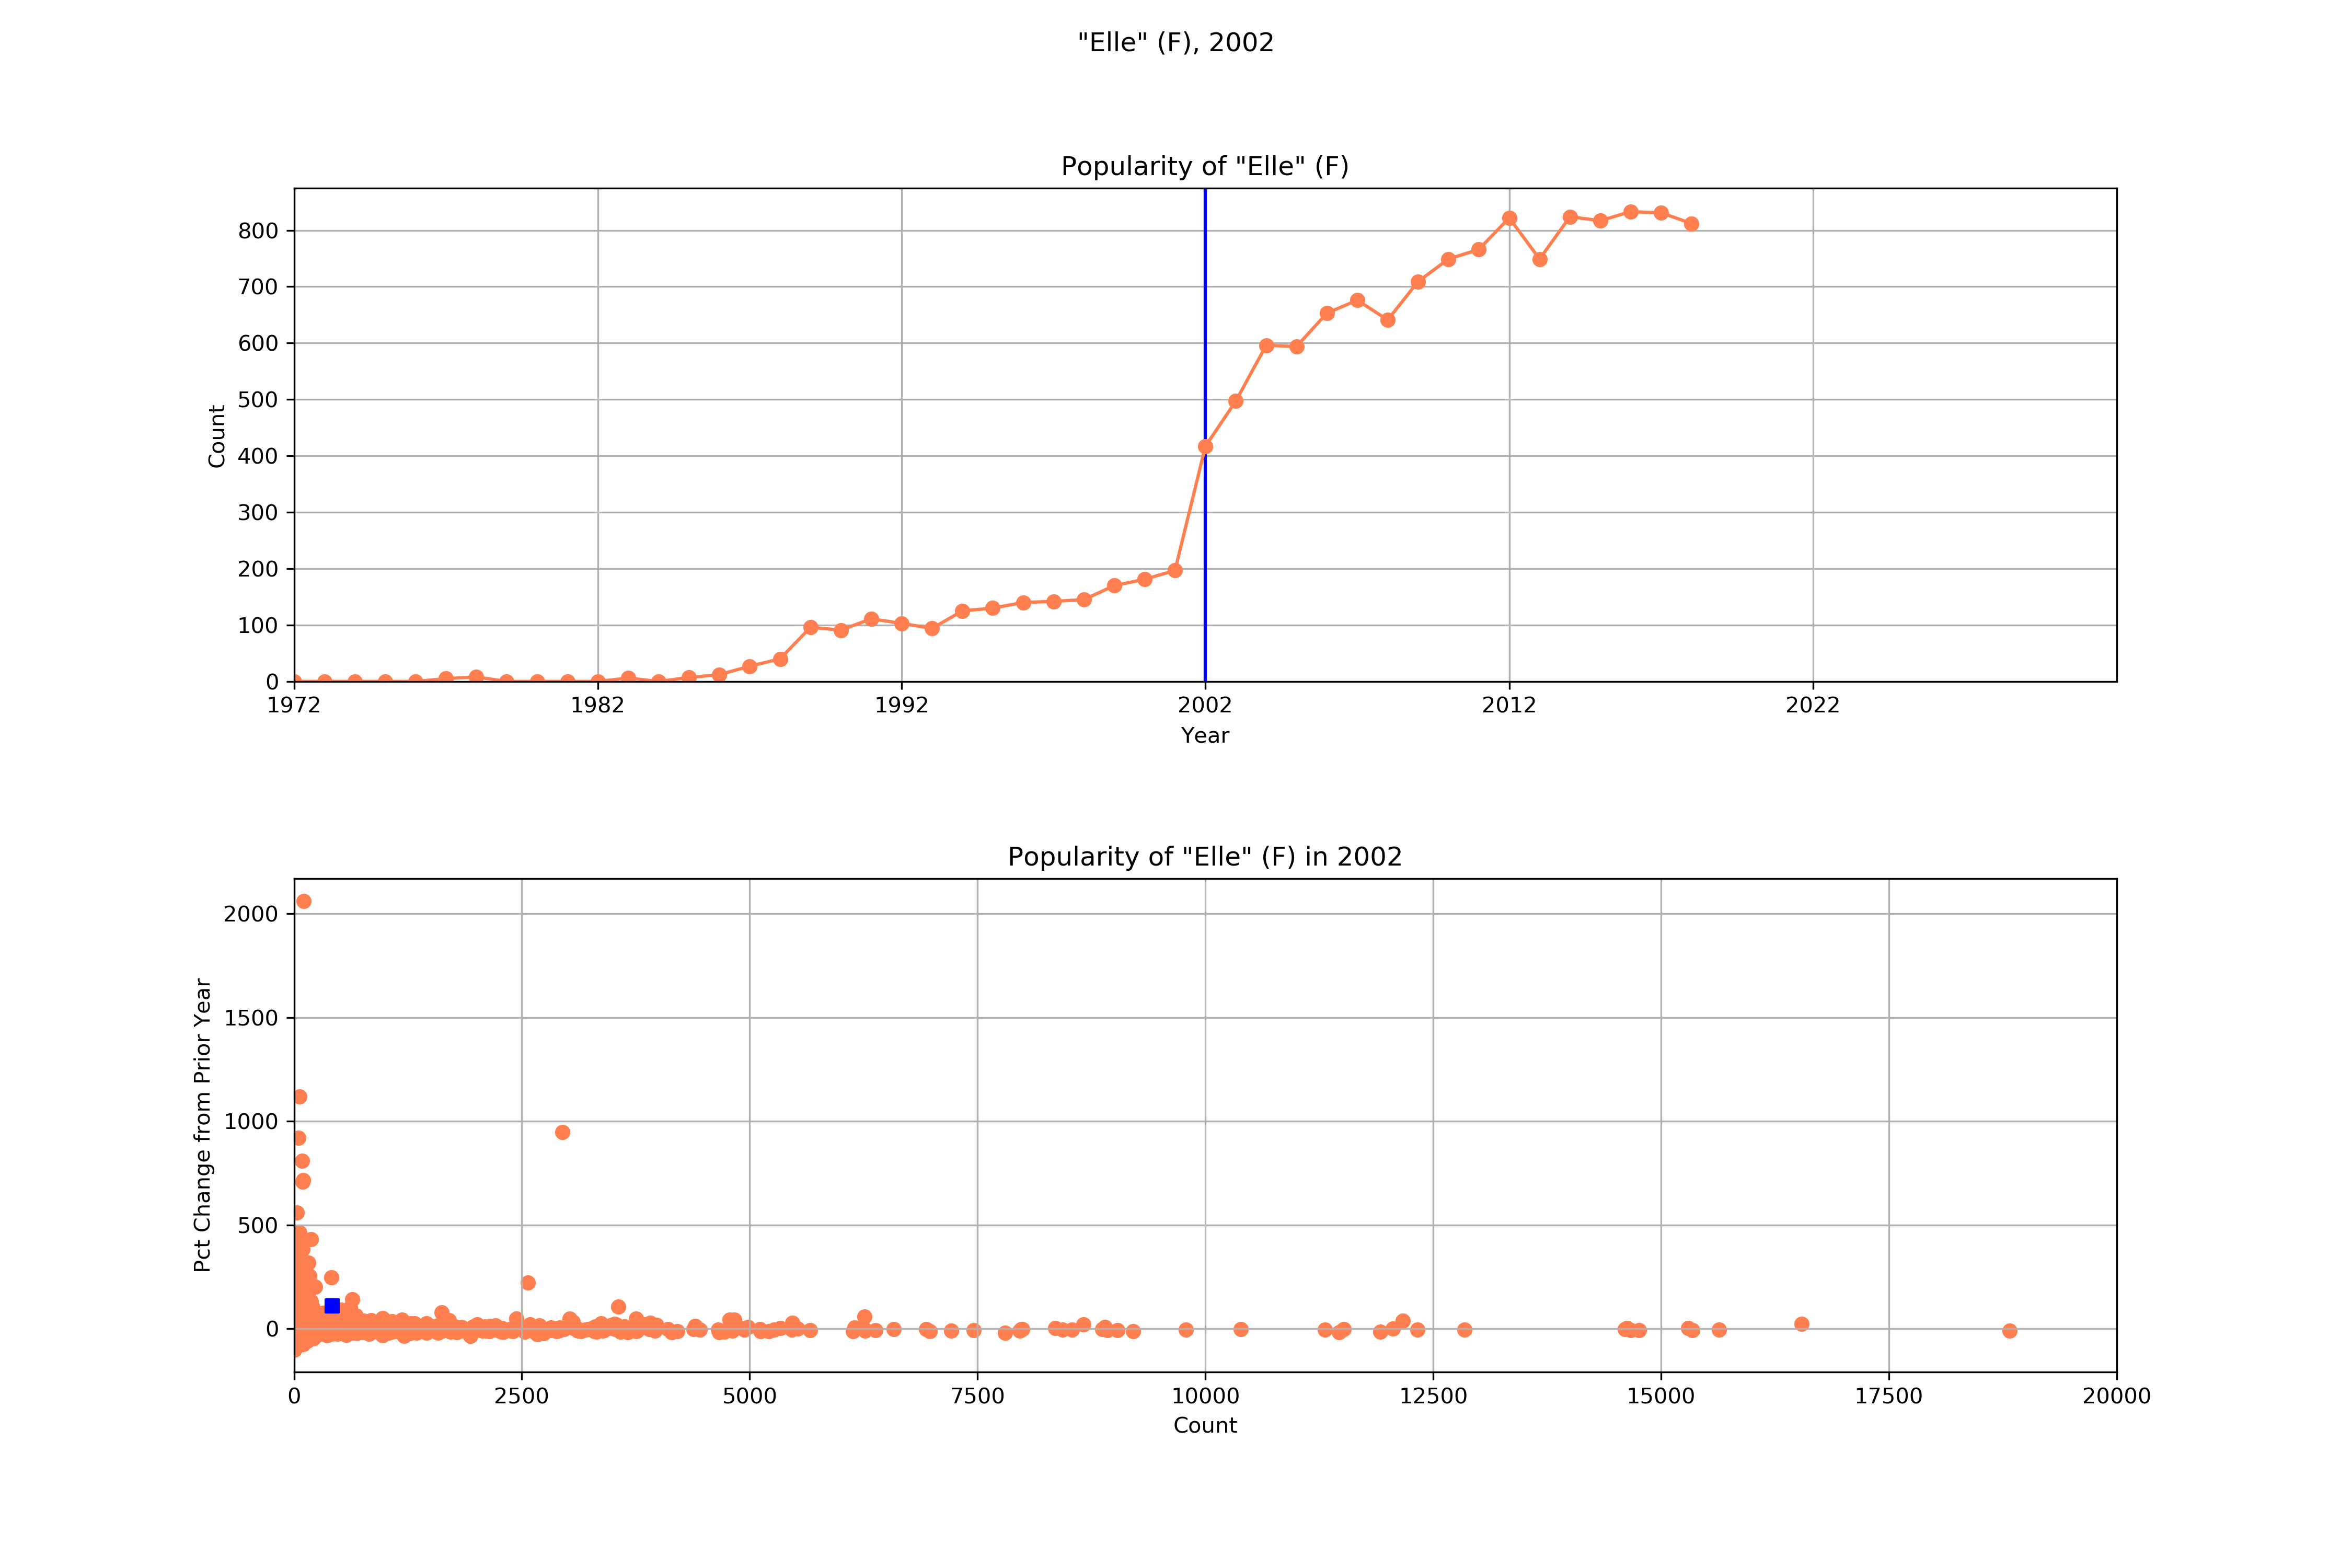 "Elle" (F), 2002
Popularity of "Elle" (F)
800
700
600
500
400
300
200
100
0
Count
1972 1982 1992 2002 2012 2022
Year
Popularity of "Elle" (F) in 2002
2000
1500
1000
500
0
Pct Change from Prior Year
0 2500 5000 7500 10000 12500 15000 17500 20000
Count